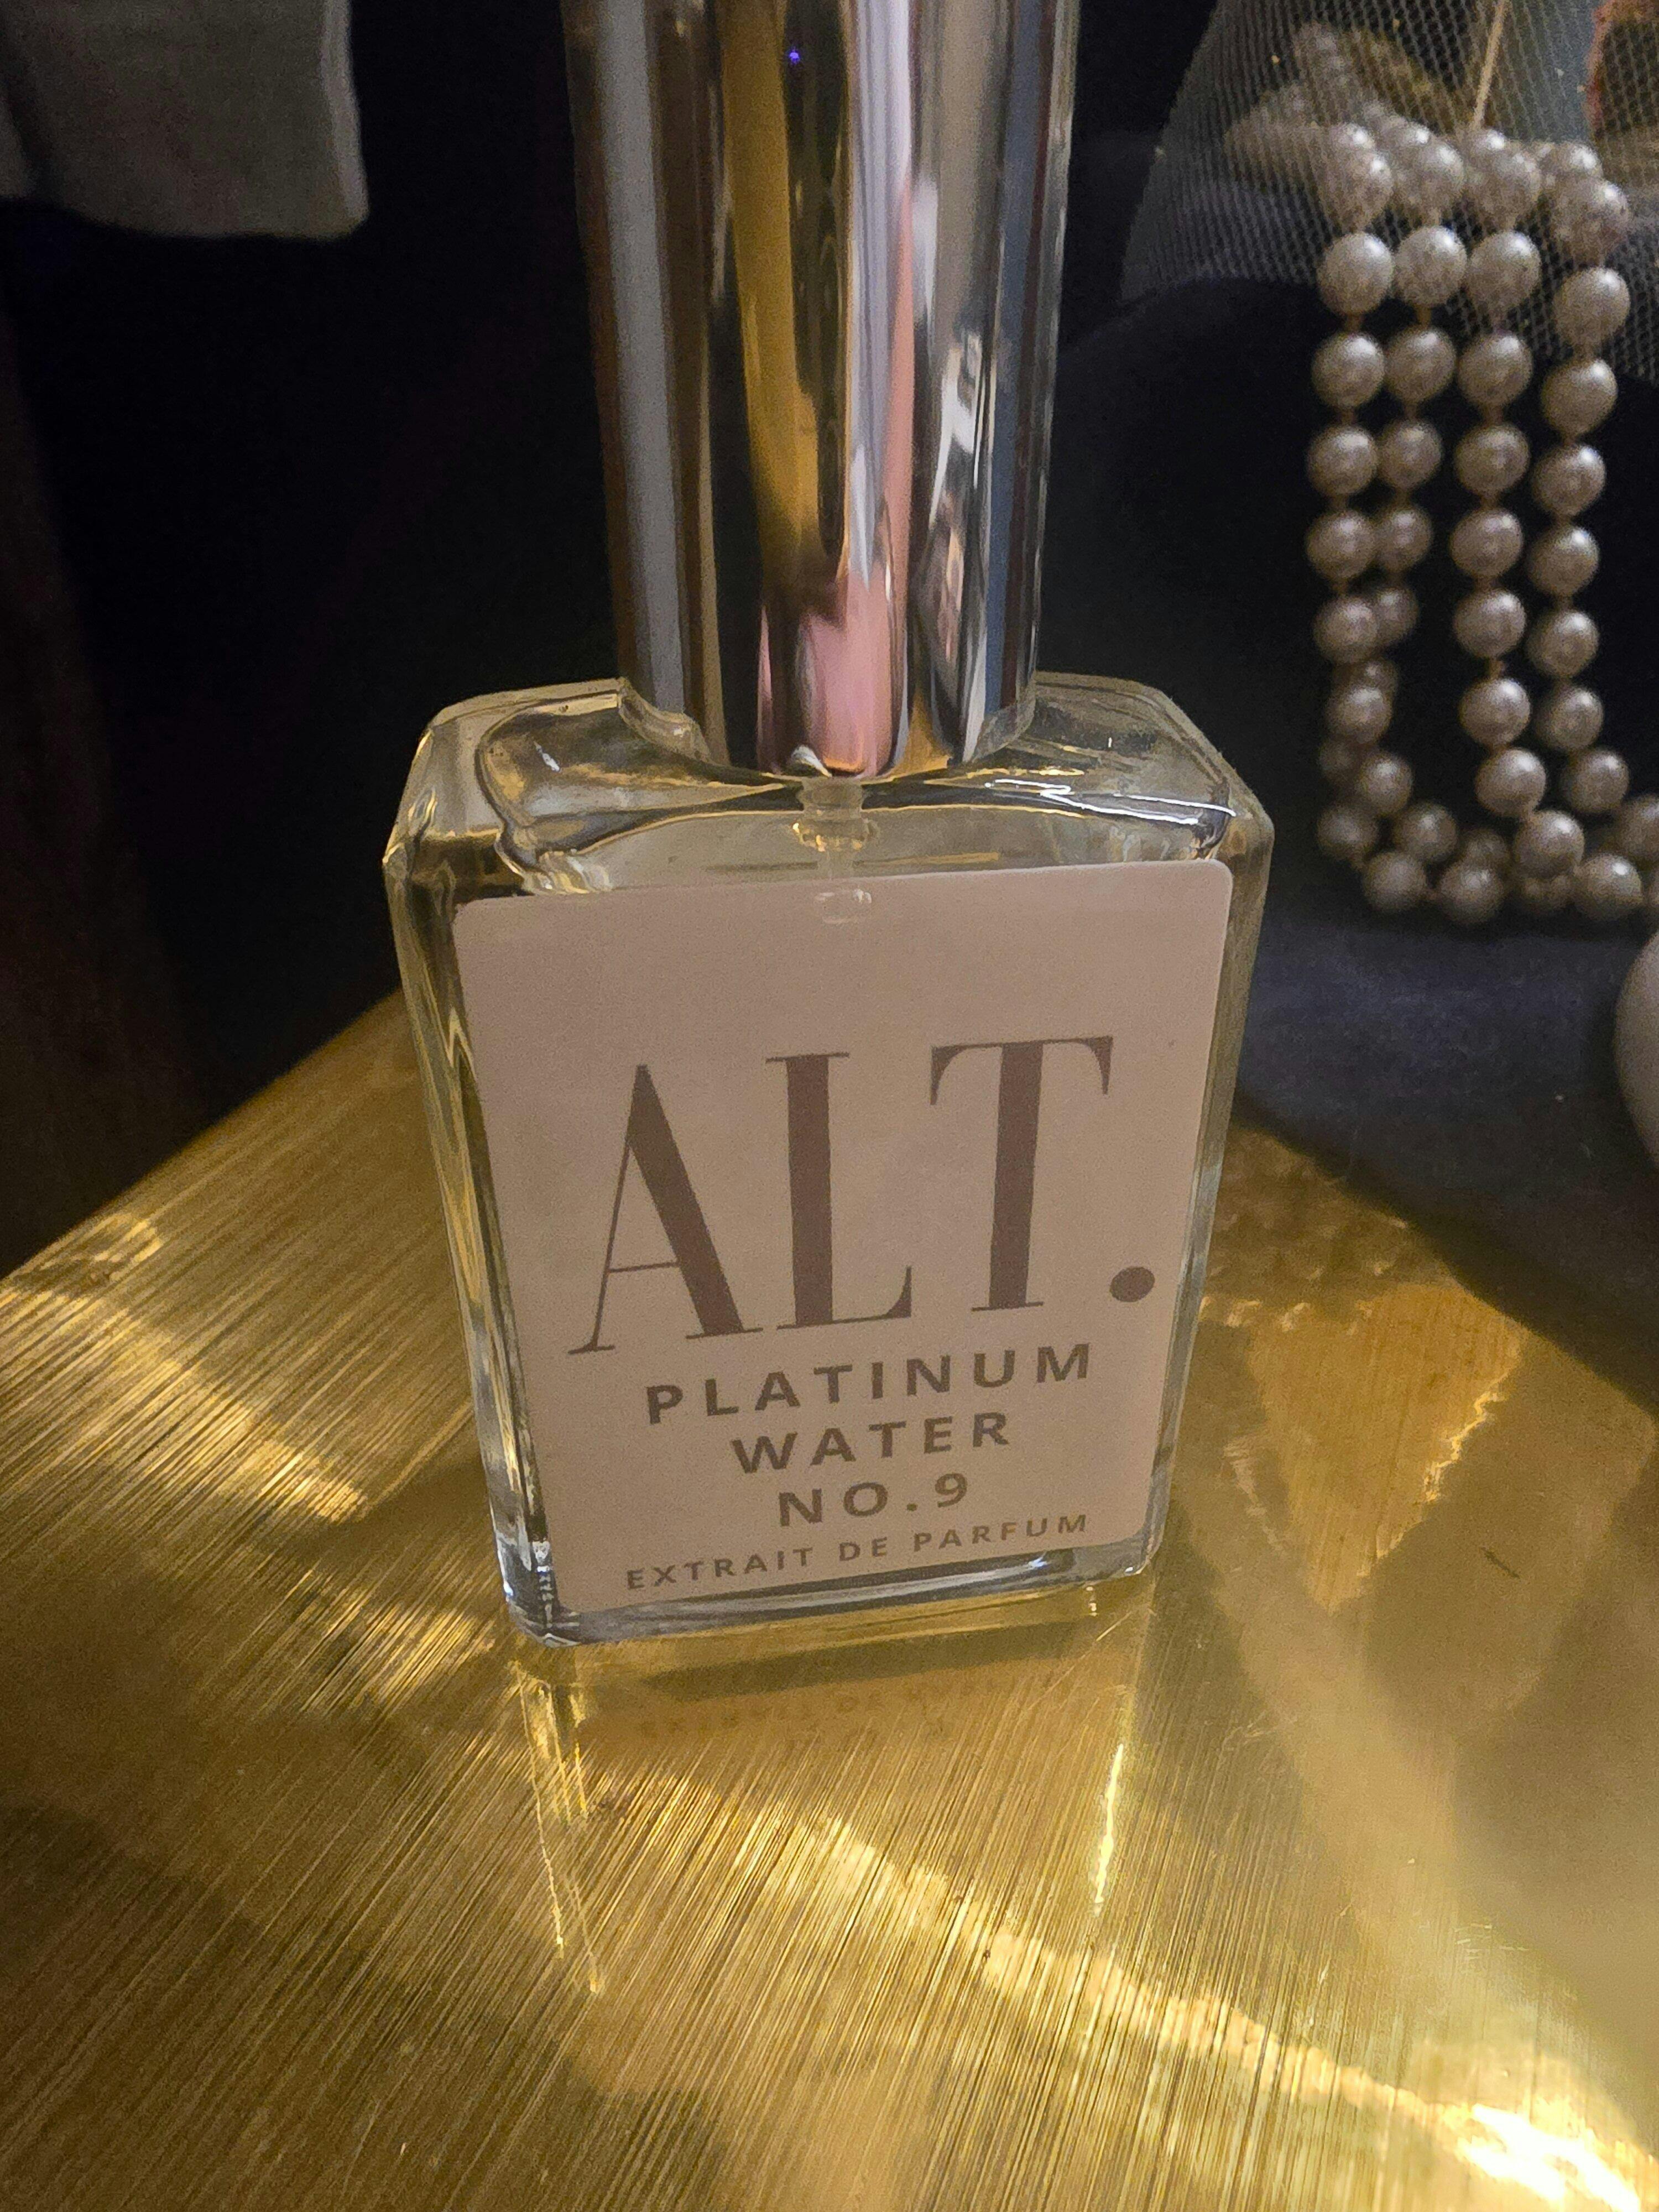 ALT.
PLATINUM
WATER
NO.9
EXTRAIT DE PARFUM